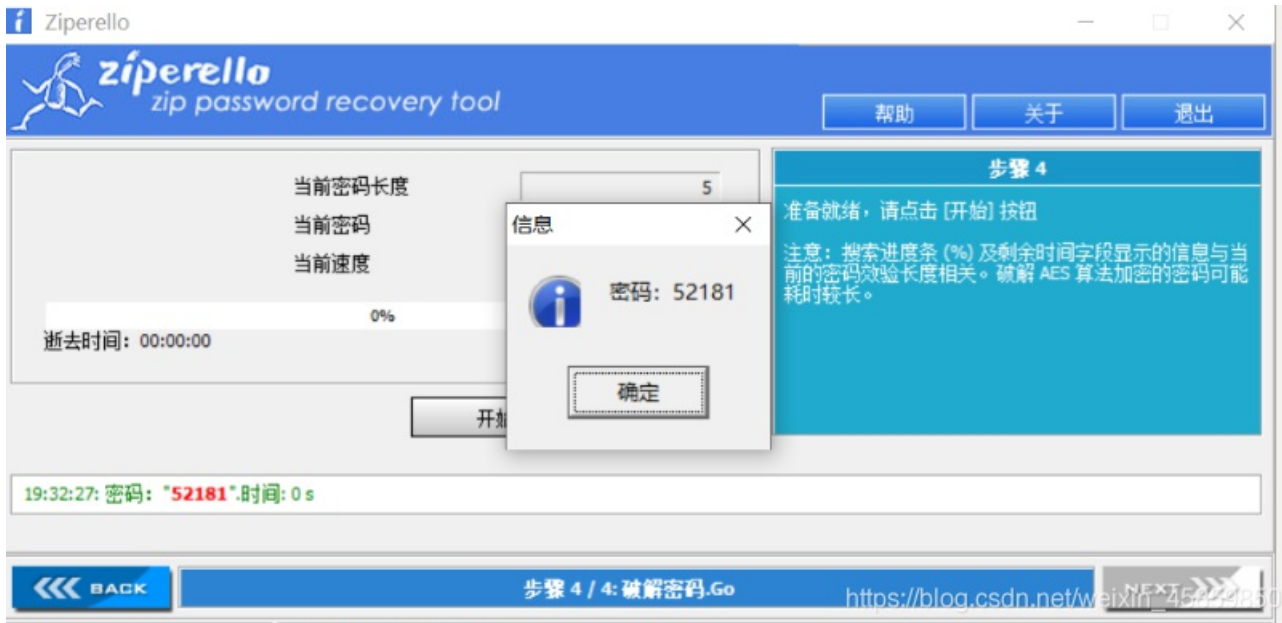 Ziperello
ziperello
zip password recovery tool
帮助 关于 退出
当前密码长度 5
当前密码
当前速度
0%
逝去时间: 00:00:00
开始
信息
密码: 52181
确定
步骤 4
准备就绪，请点击 [开始] 按钮
注意: 搜索进度条 (%) 及剩余时间字段显示的信息与当
前的密码效验长度相关。破解 AES 算法加密的密码可能
耗时较长。
19:32:27: 密码: "52181".时间: 0 s
BACK
步骤 4 / 4: 破解密码.Go
NEXT